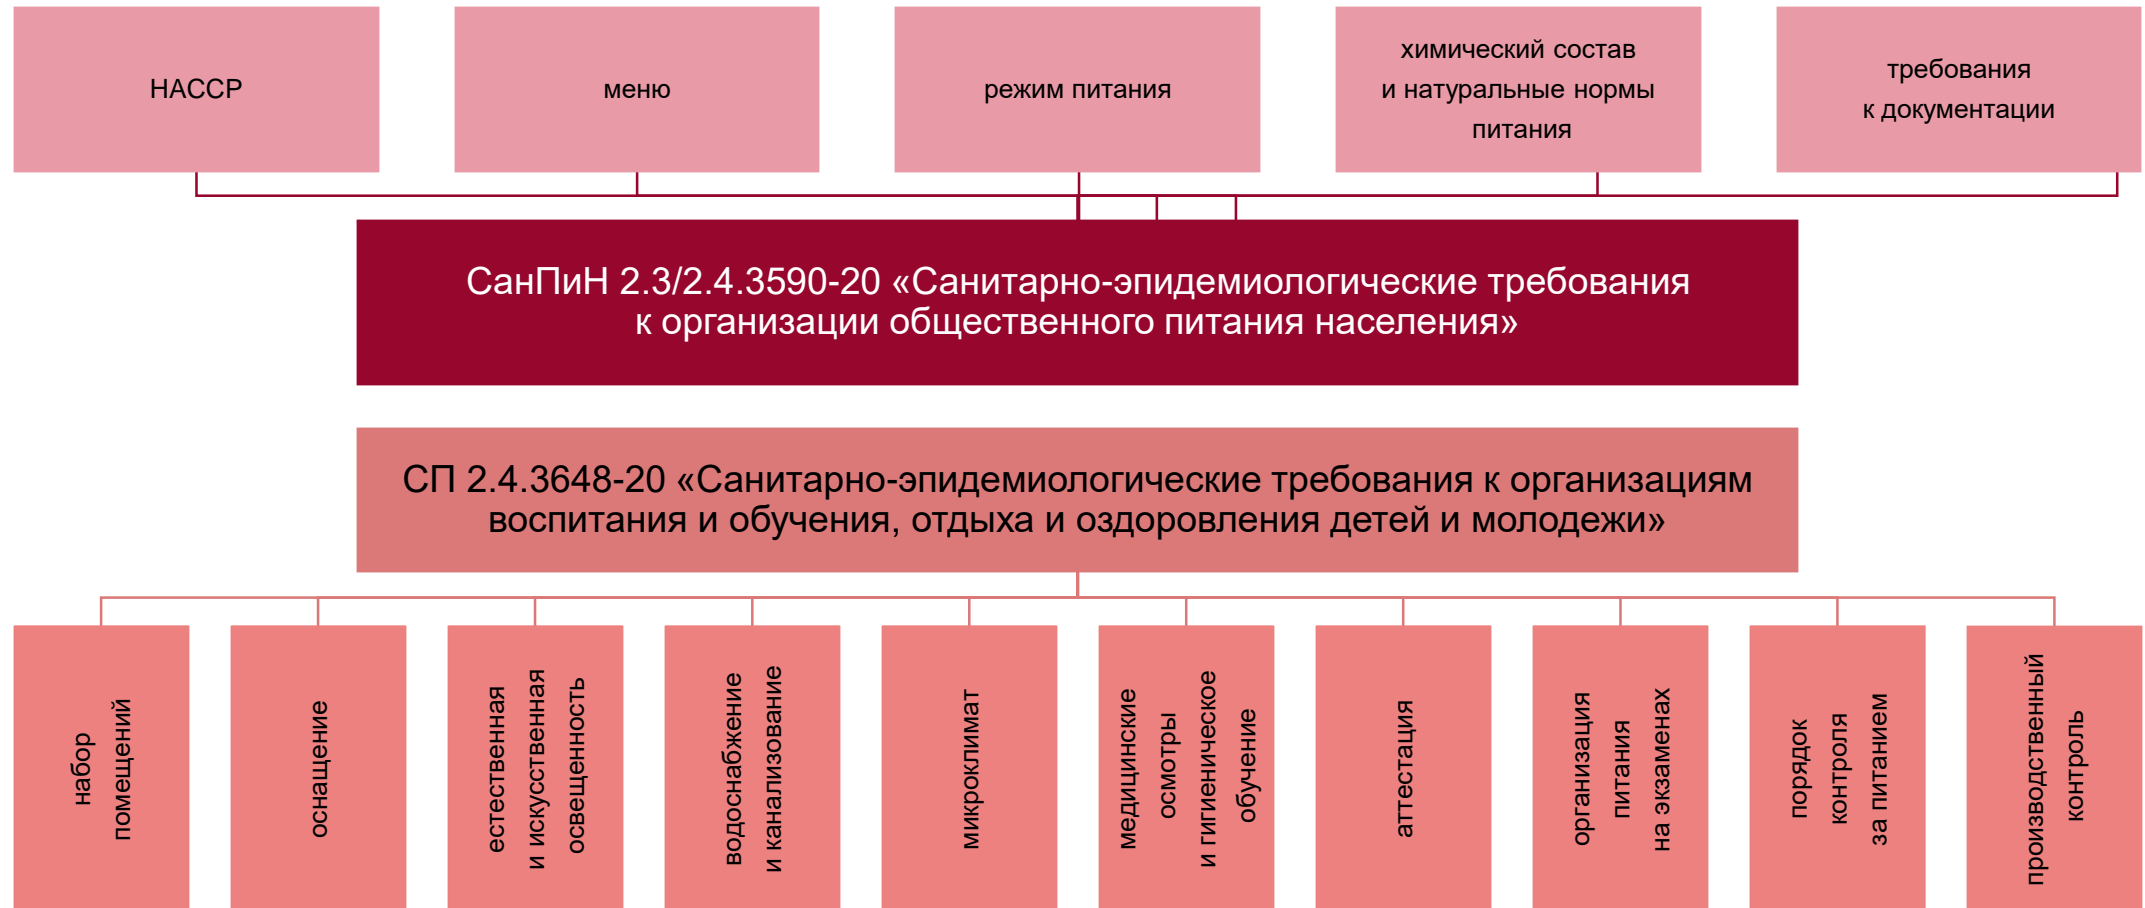 НАССР
меню
режим питания
химический состав
и натуральные нормы
питания
требования
к документации
СанПиН 2.3/2.4.3590-20 «Санитарно-эпидемиологические требования
к организации общественного питания населения»
СП 2.4.3648-20 «Санитарно-эпидемиологические требования к организациям
воспитания и обучения, отдыха и оздоровления детей и молодежи»
набор
помещений
оснащение
естественная
и искусственная
освещенность
водоснабжение
и канализование
микроклимат
медицинские
осмотры
и гигиеническое
обучение
аттестация
организация
питания
на экзаменах
порядок
контроля
за питанием
производственный
контроль